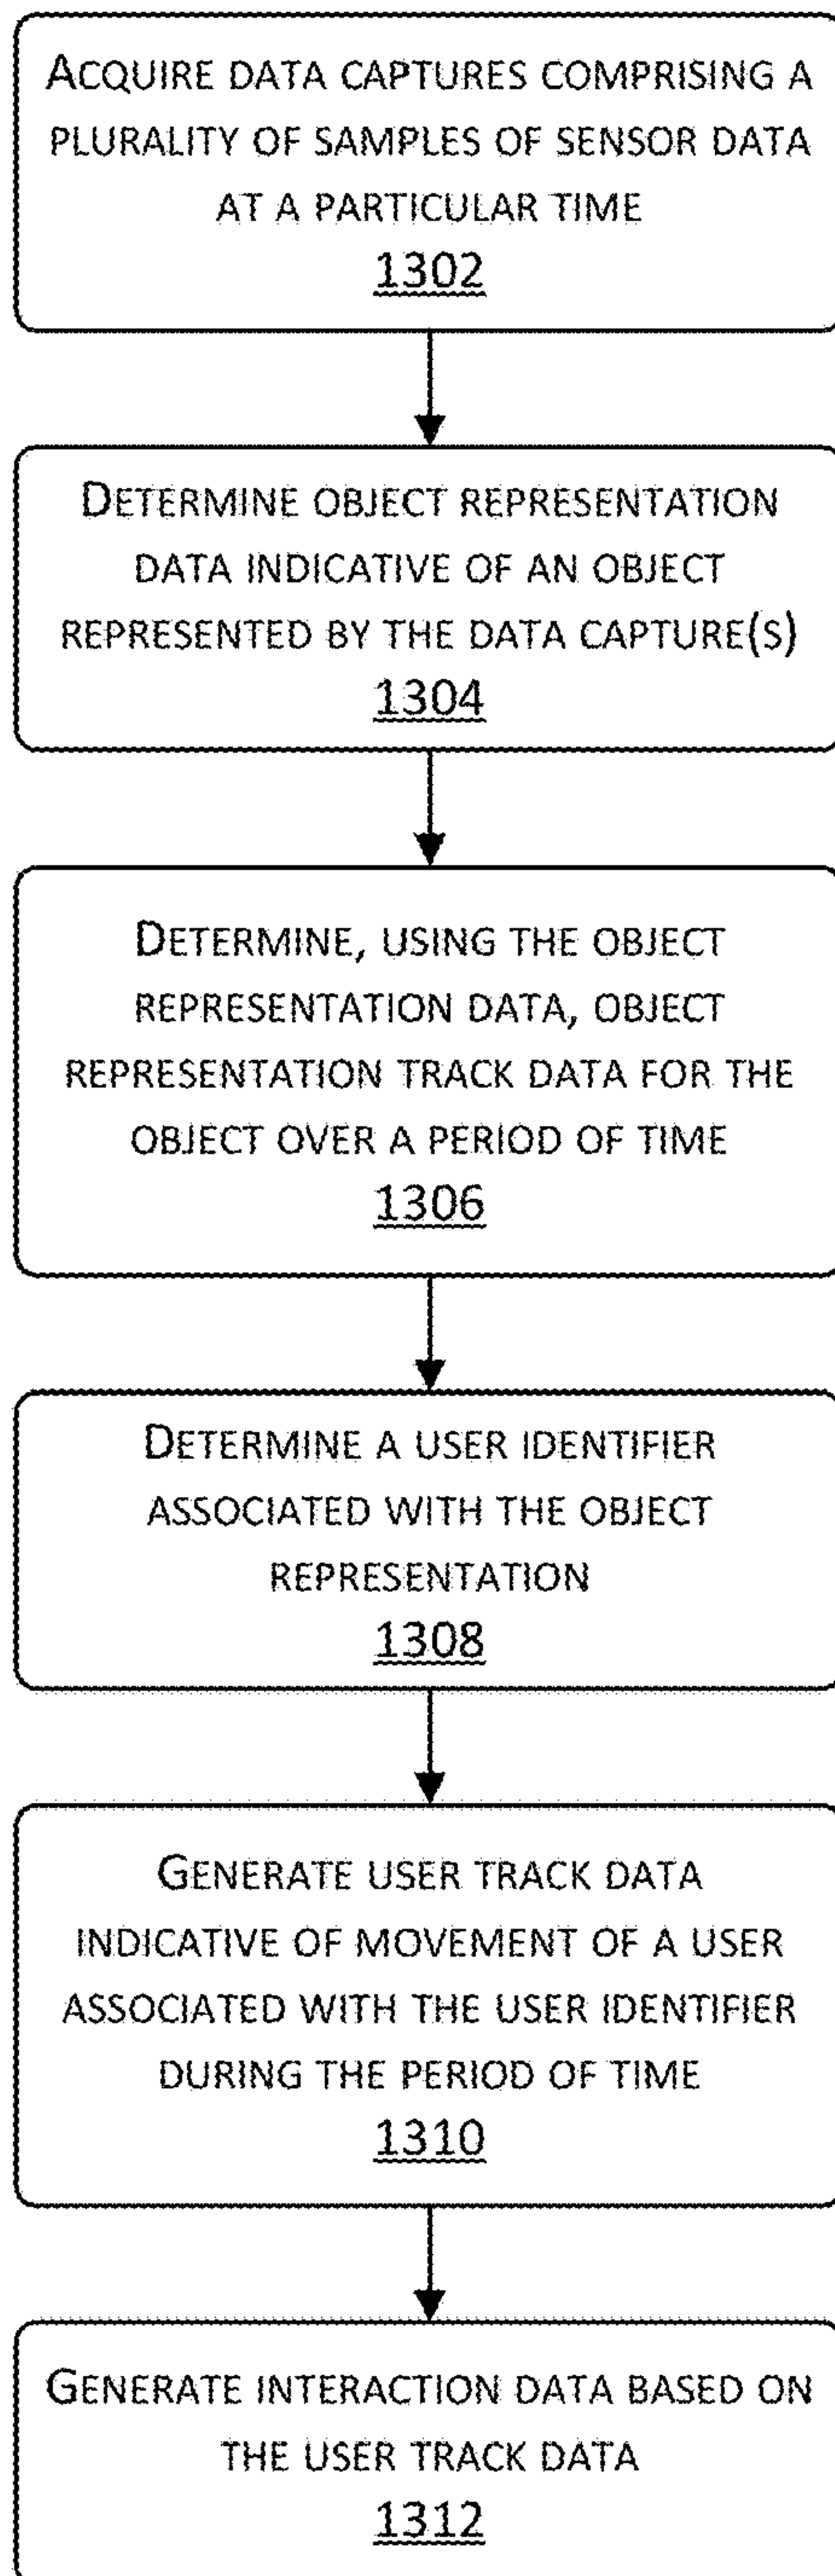 ACQUIRE DATA CAPTURES COMPRISING A
PLURALITY OF SAMPLES OF SENSOR DATA
AT A PARTICULAR TIME
1302
DETERMINE OBJECT REPRESENTATION
DATA INDICATIVE OF AN OBJECT
REPRESENTED BY THE DATA CAPTURE(S)
1304
DETERMINE, USING THE OBJECT
REPRESENTATION DATA, OBJECT
REPRESENTATION TRACK DATA FOR THE
OBJECT OVER A PERIOD OF TIME
1306
DETERMINE A USER IDENTIFIER
ASSOCIATED WITH THE OBJECT
REPRESENTATION
1308
GENERATE USER TRACK DATA
INDICATIVE OF MOVEMENT OF A USER
ASSOCIATED WITH THE USER IDENTIFIER
DURING THE PERIOD OF TIME
1310
GENERATE INTERACTION DATA BASED ON
THE USER TRACK DATA
1312